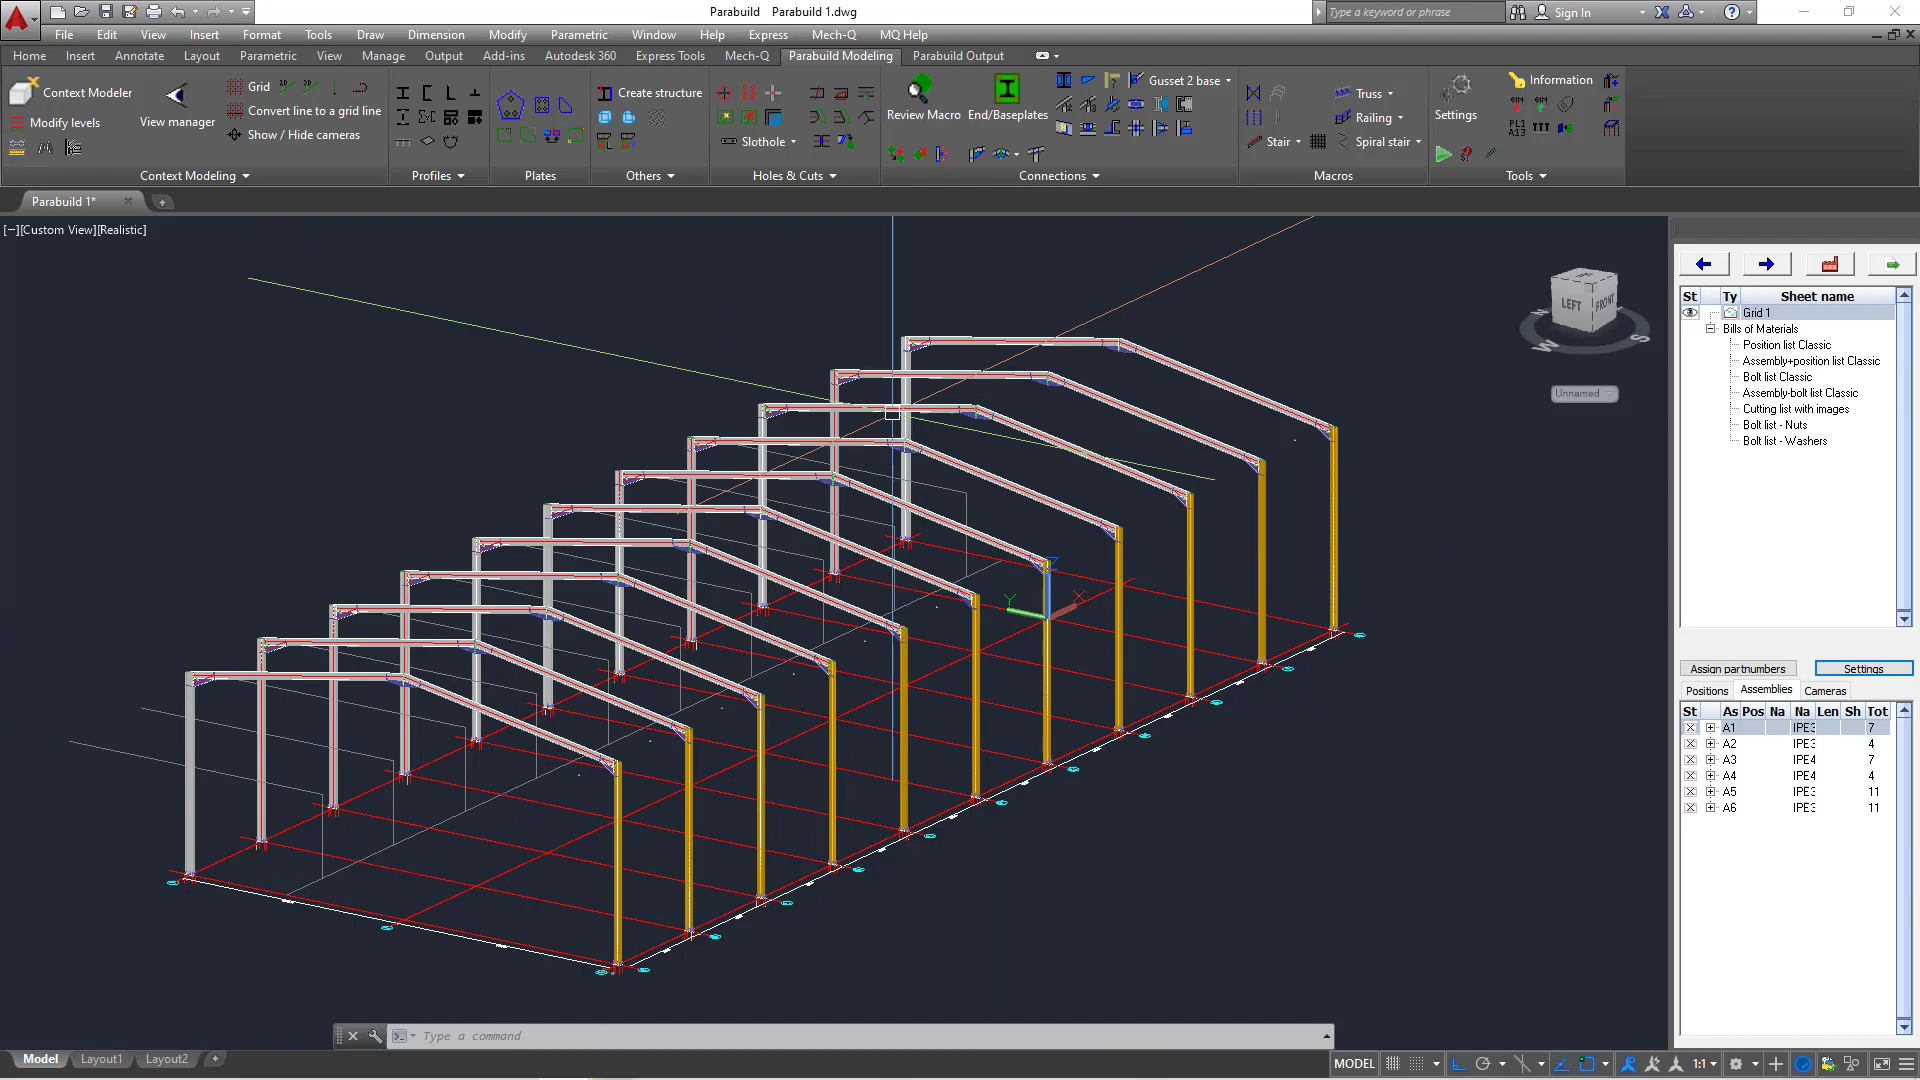 Parabuild Parabuild 1.dwg
Type a keyword or phrase
Sign In
File Edit View Insert Format Tools Draw Dimension Modify Parametric Window Help Express Mech-Q MQ Help
Home Insert Annotate Layout Parametric View Manage Output Add-ins Autodesk 360 Express Tools Mech-Q Parabuild Modeling Parabuild Output
Context Modeler
Modify levels
View manager
Grid
Convert line to a grid line
Show / Hide cameras
Context Modeling
Profiles
Plates
Create structure
Others
Slothole
Holes & Cuts
Review Macro
End/Baseplates
Gusset 2 base
Connections
Truss
Railing
Stair
Spiral stair
Macros
Settings
Information
PL1
A13
Tools
Parabuild 1*
[−][Custom View][Realistic]
LEFT
FRONT
N
W
S
Unnamed
Y
X
St Ty Sheet name
Grid 1
Bills of Materials
Position list Classic
Assembly+position list Classic
Bolt list Classic
Assembly-bolt list Classic
Cutting list with images
Bolt list - Nuts
Bolt list - Washers
Assign partnumbers Settings
Positions Assemblies Cameras
St As Pos Na Na Len Sh Tot
A1 IPE3 7
A2 IPE3 4
A3 IPE4 7
A4 IPE4 4
A5 IPE3 11
A6 IPE3 11
Type a command
Model Layout1 Layout2
MODEL
1:1